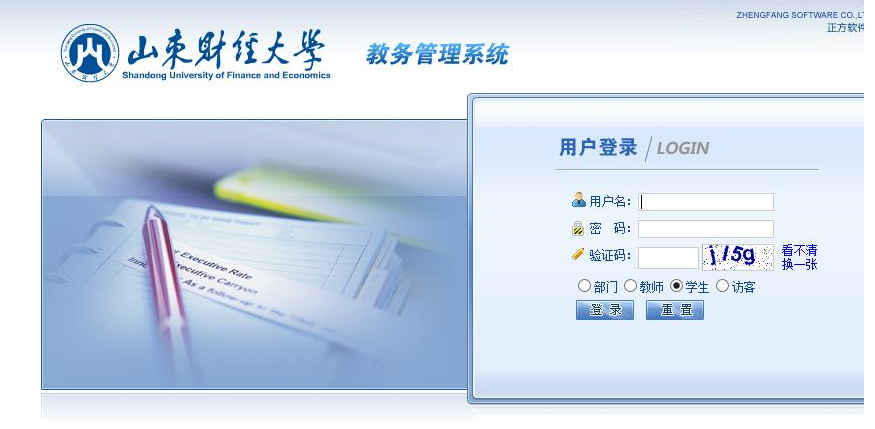 ZHENGFANG SOFTWARE CO.,L
正方软件
山东财经大学
Shandong University of Finance and Economics
教务管理系统
用户登录 LOGIN
用户名:
密 码:
验证码: j15g 看不清
换一张
部门 教师 学生 访客
登 录 重 置
Executive Rate
Executive Carryon
As a follow-up to the